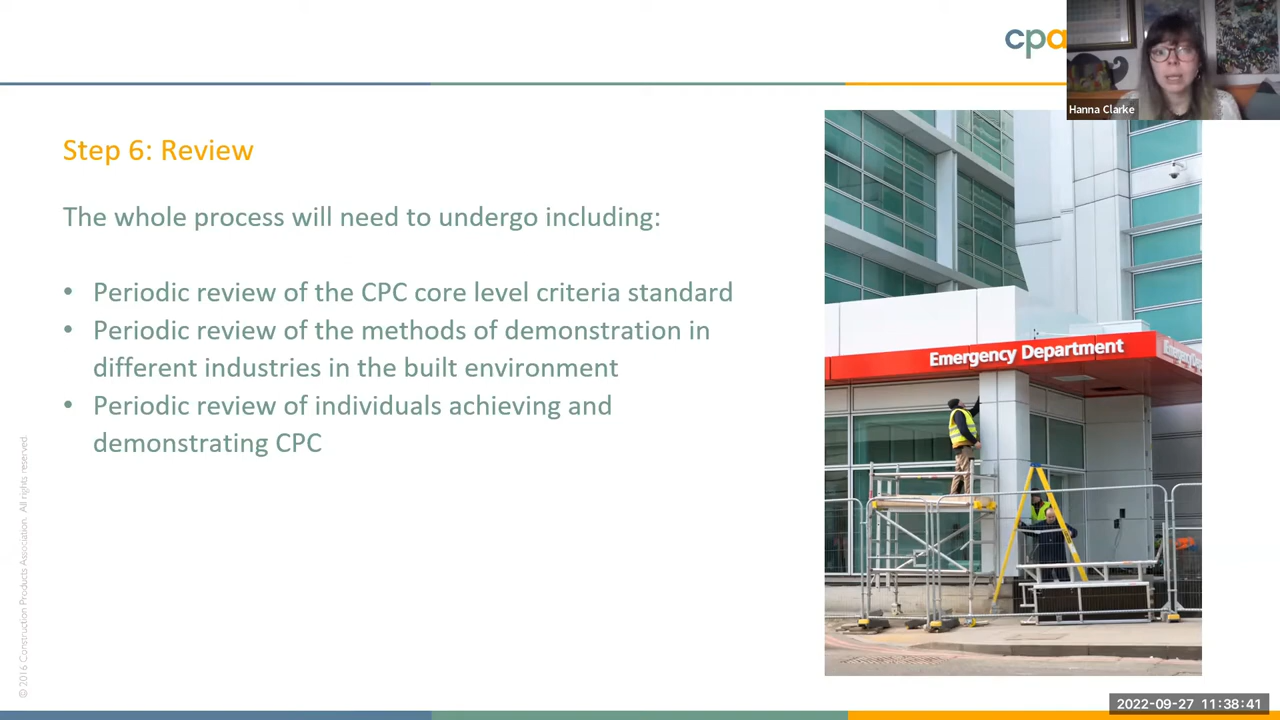 cpa
Hanna Clarke
Step 6: Review
The whole process will need to undergo including:
• Periodic review of the CPC core level criteria standard
• Periodic review of the methods of demonstration in
different industries in the built environment
• Periodic review of individuals achieving and
demonstrating CPC
Emergency Department
© 2016 Construction Products Association. All rights reserved.
2022-09-27 11:38:41